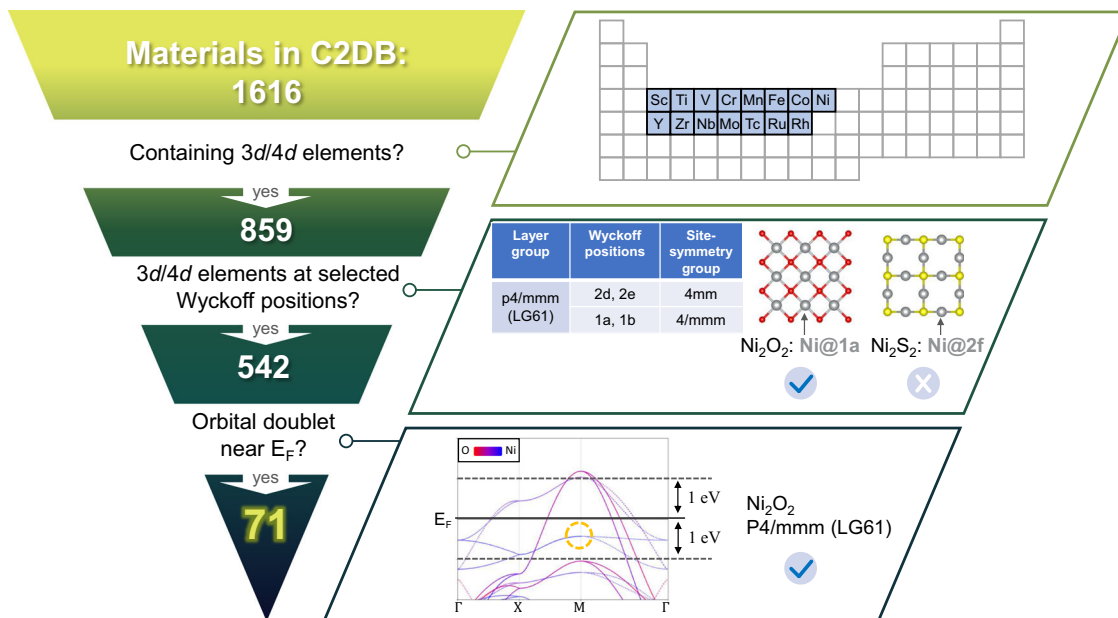 Materials in C2DB:
1616
Containing 3d/4d elements?
yes
859
3d/4d elements at selected
Wyckoff positions?
yes
542
Orbital doublet
near E_F?
yes
71
Sc Ti V Cr Mn Fe Co Ni
Y Zr Nb Mo Tc Ru Rh
Layer group Wyckoff positions Site-symmetry group
p4/mmm (LG61) 2d, 2e 4mm
1a, 1b 4/mmm
Ni₂O₂: Ni@1a
Ni₂S₂: Ni@2f
O Ni
E_F
1 eV
1 eV
Γ X M Γ
Ni₂O₂
P4/mmm (LG61)